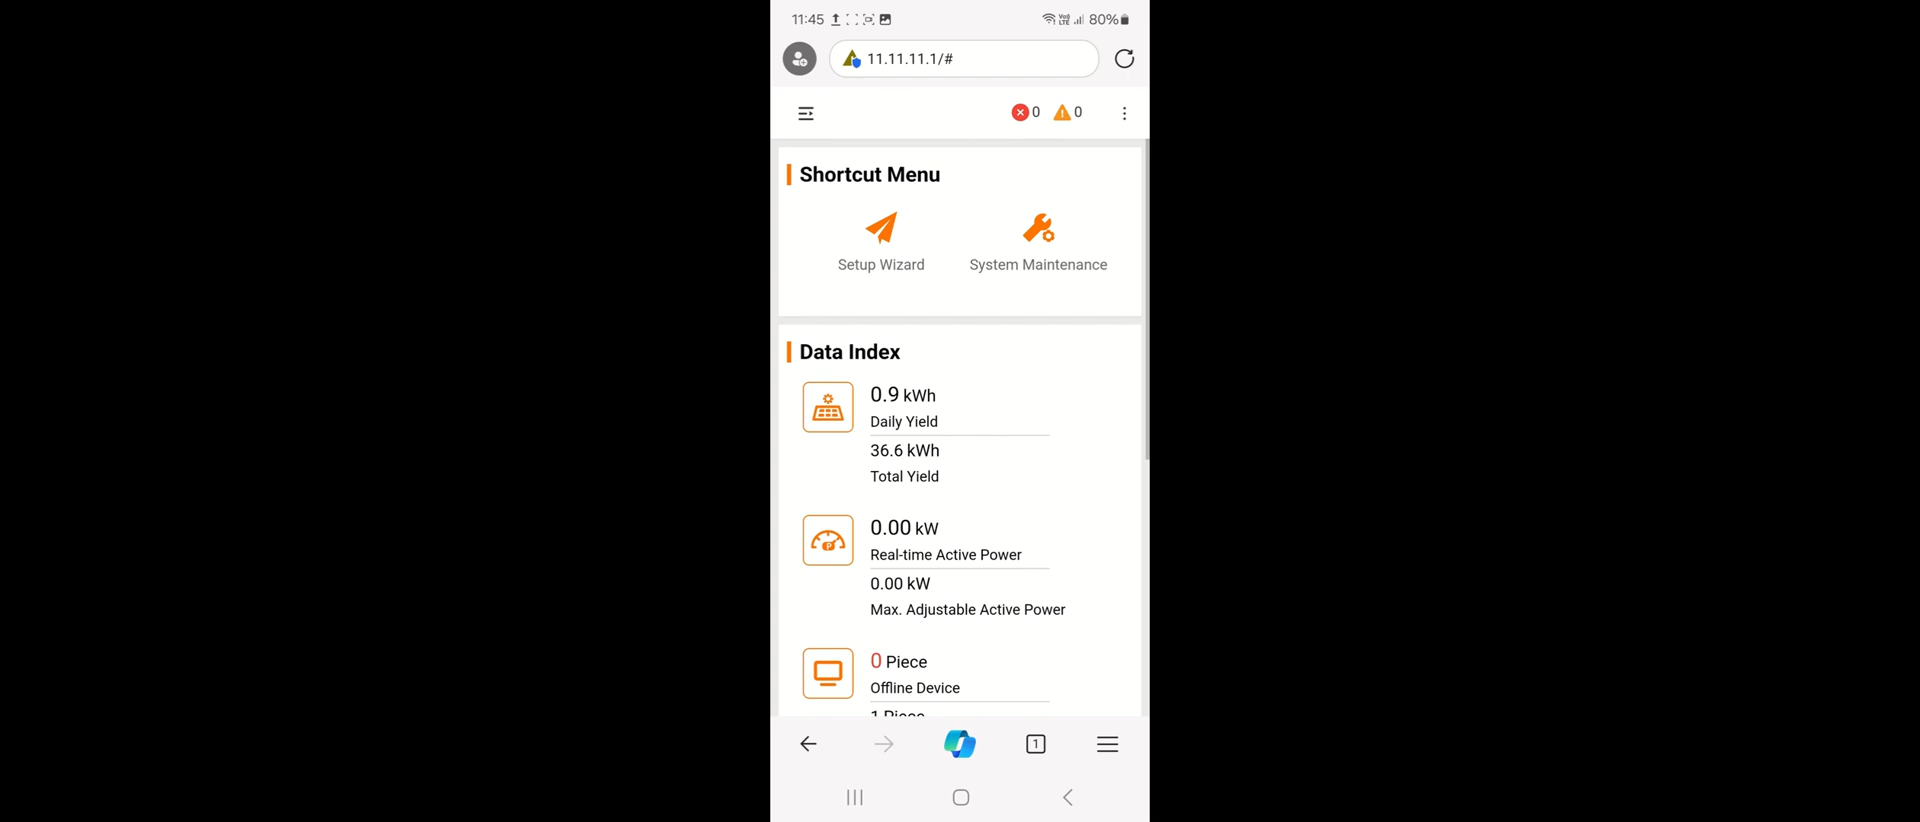 11:45 80%
11.11.11.1/#
0 0
Shortcut Menu
Setup Wizard System Maintenance
Data Index
0.9 kWh
Daily Yield
36.6 kWh
Total Yield
0.00 kW
Real-time Active Power
0.00 kW
Max. Adjustable Active Power
0 Piece
Offline Device
1 Piece
1